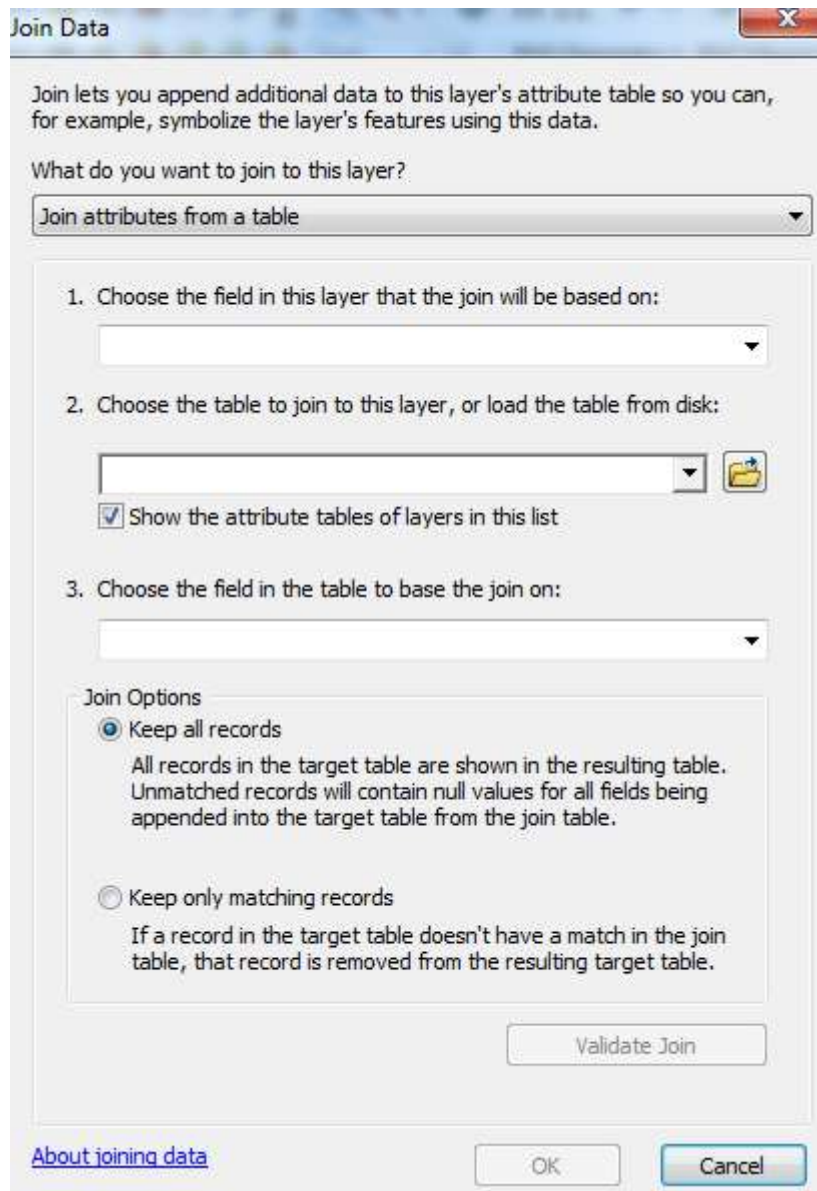 Join Data
Join lets you append additional data to this layer's attribute table so you can,
for example, symbolize the layer's features using this data.
What do you want to join to this layer?
Join attributes from a table
1. Choose the field in this layer that the join will be based on:
2. Choose the table to join to this layer, or load the table from disk:
Show the attribute tables of layers in this list
3. Choose the field in the table to base the join on:
Join Options
Keep all records
All records in the target table are shown in the resulting table.
Unmatched records will contain null values for all fields being
appended into the target table from the join table.
Keep only matching records
If a record in the target table doesn't have a match in the join
table, that record is removed from the resulting target table.
Validate Join
About joining data
OK
Cancel